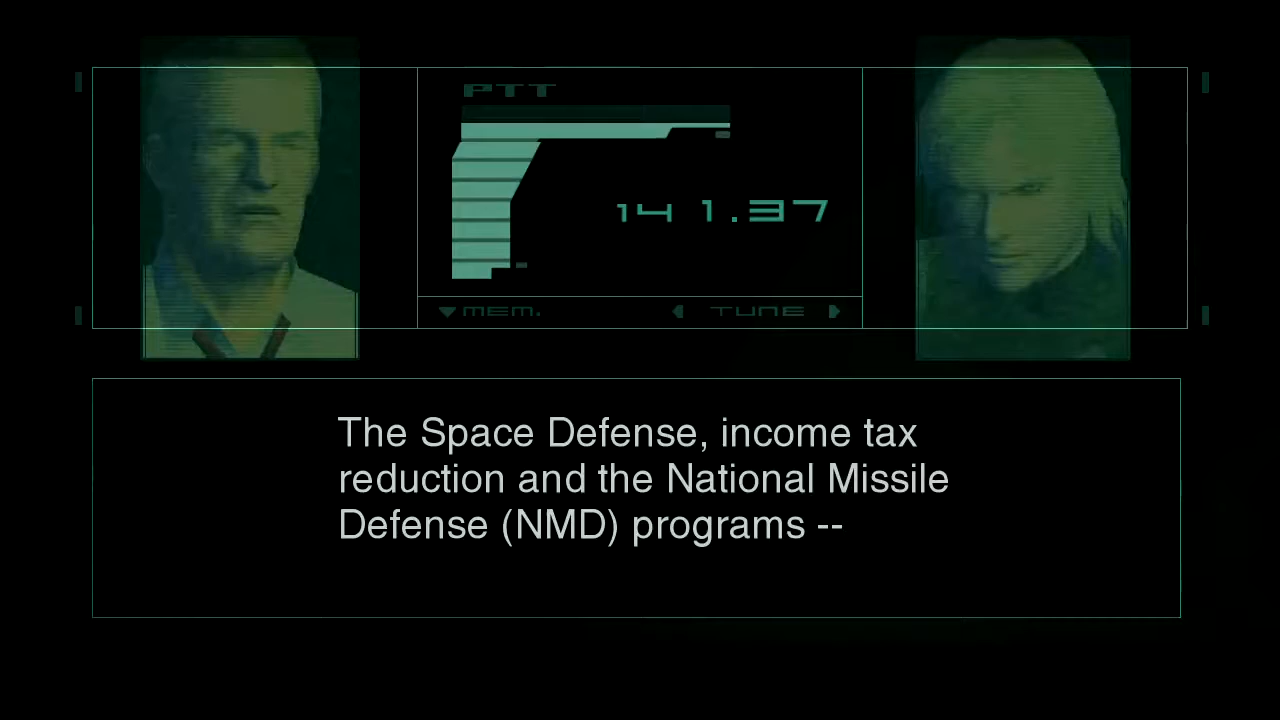 PTT
141.37
MEM.
TUNE
The Space Defense, income tax
reduction and the National Missile
Defense (NMD) programs --